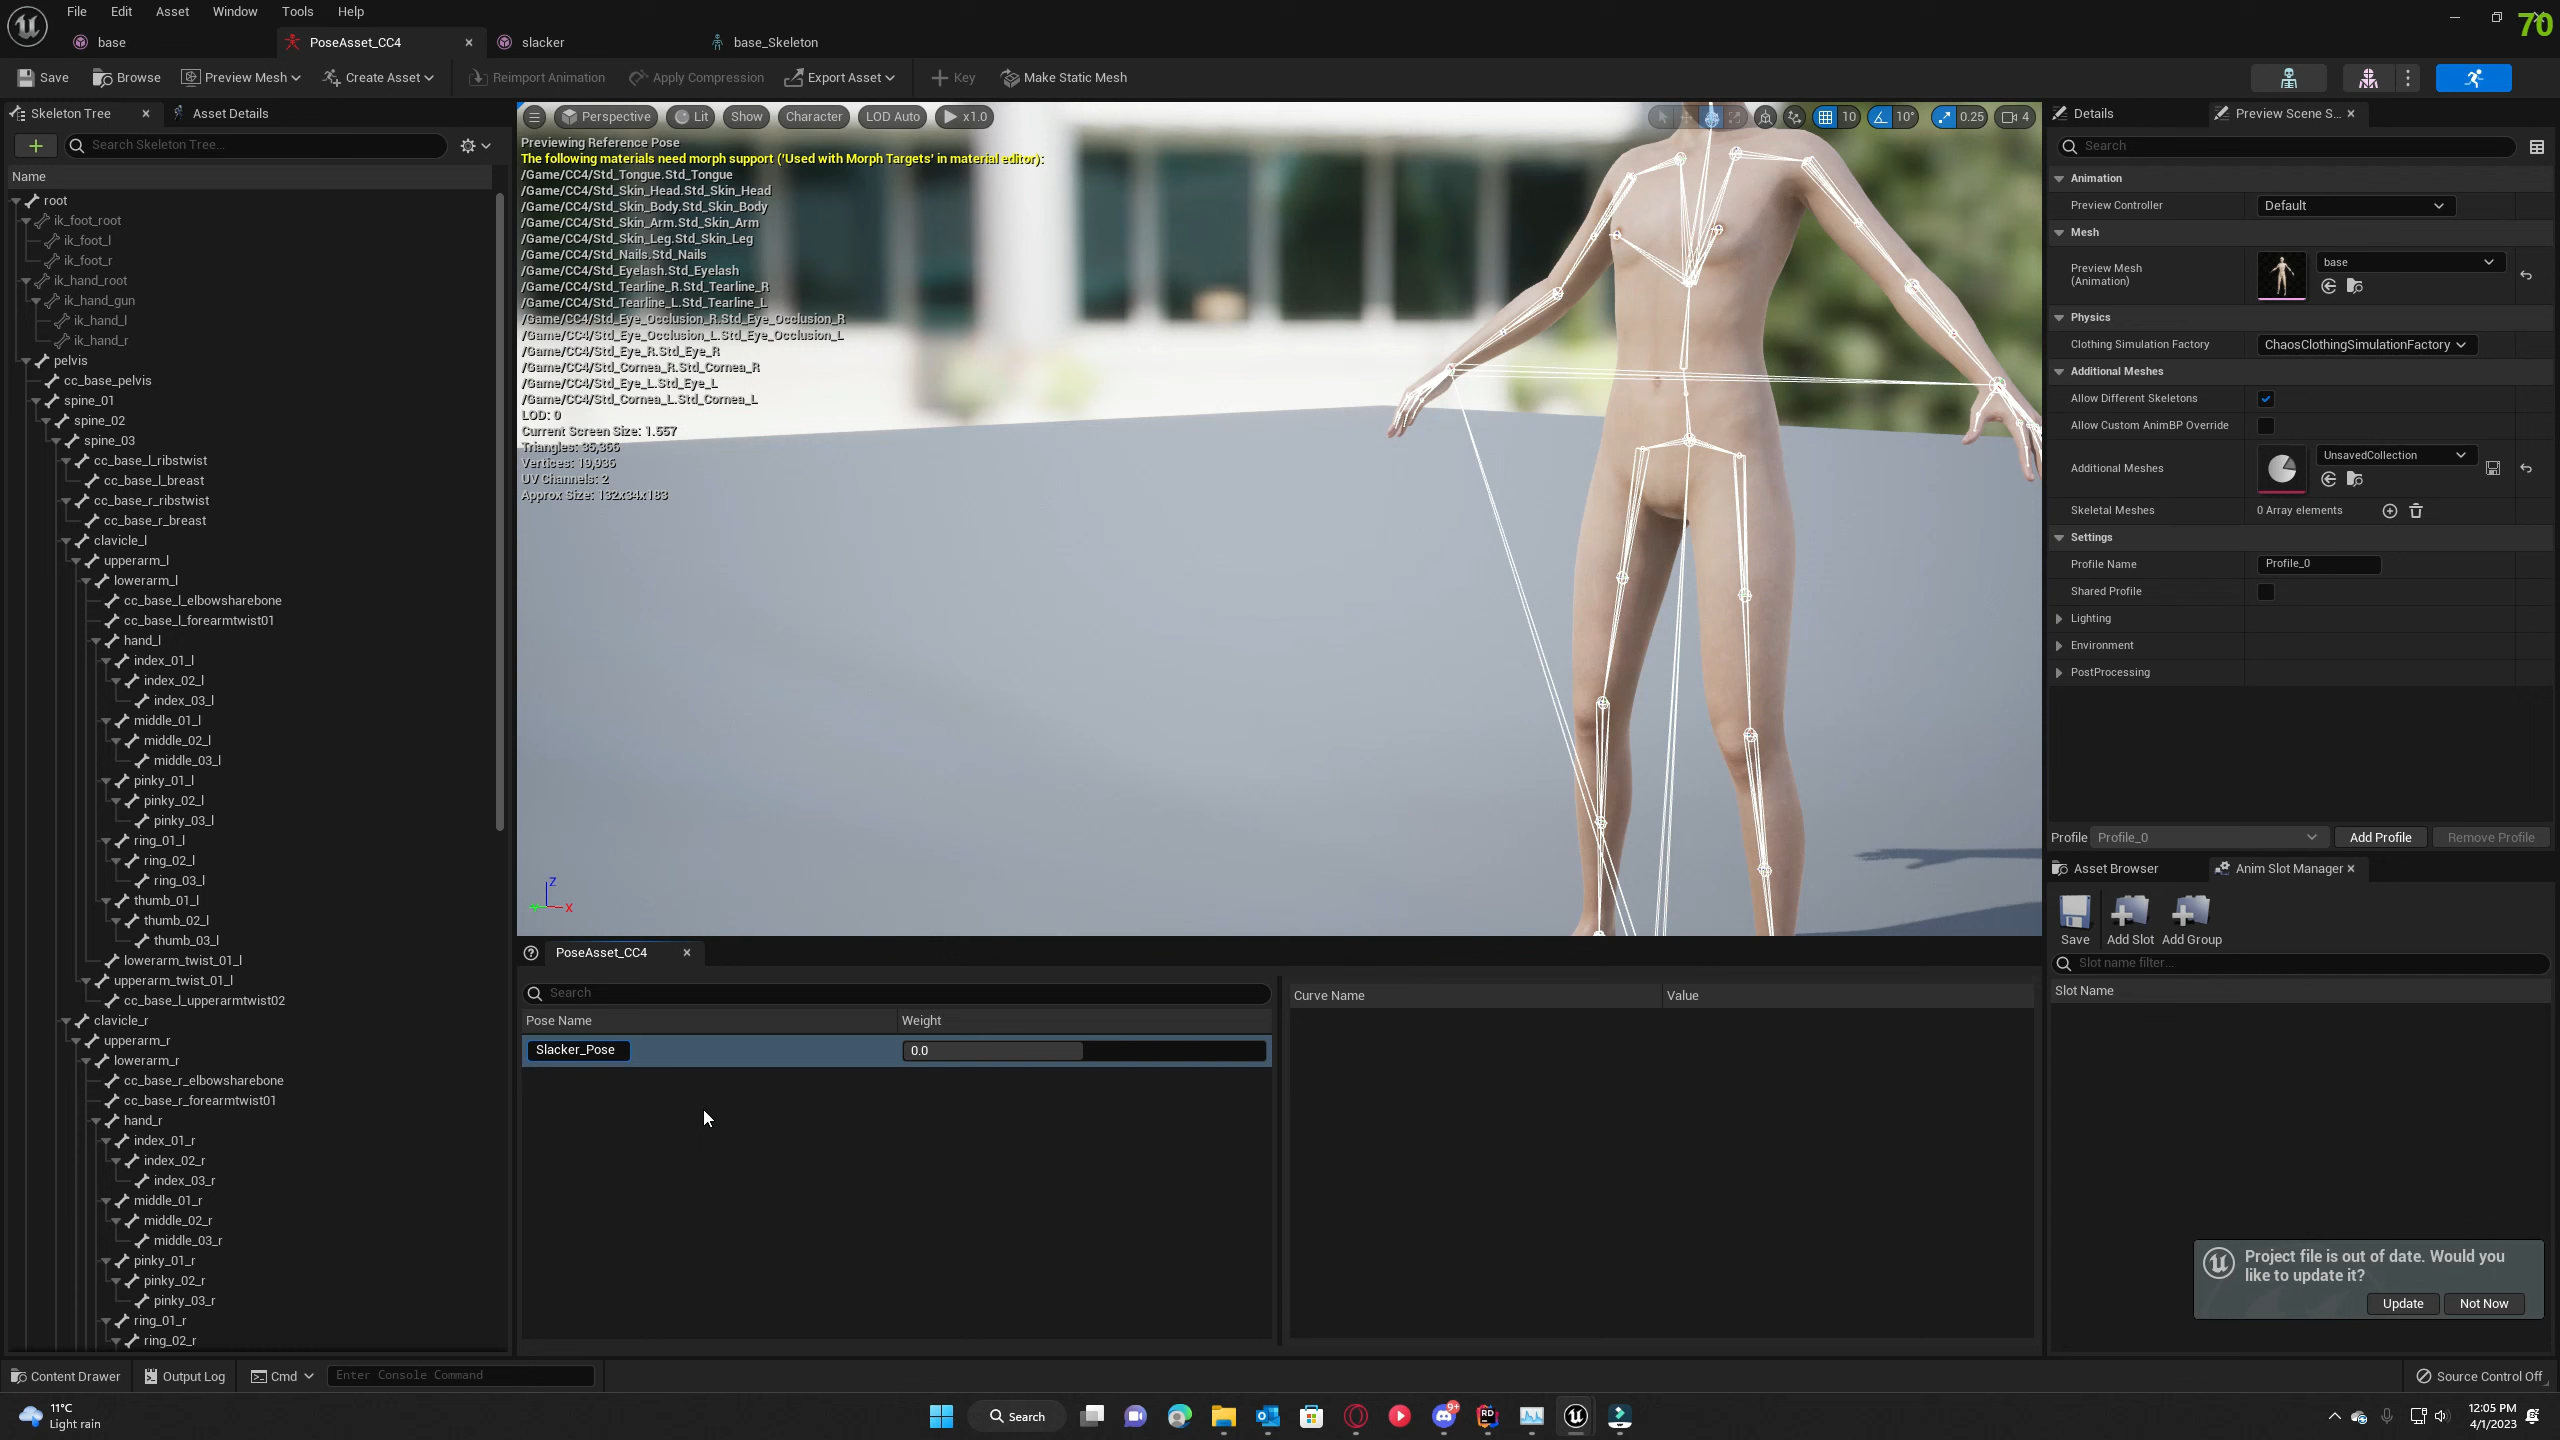 File Edit Asset Window Tools Help
70
base
PoseAsset_CC4
slacker
base_Skeleton
Save
Browse
Preview Mesh
Create Asset
Reimport Animation
Apply Compression
Export Asset
Key
Make Static Mesh
Skeleton Tree
Asset Details
Search Skeleton Tree...
Name
root
ik_foot_root
ik_foot_l
ik_foot_r
ik_hand_root
ik_hand_gun
ik_hand_l
ik_hand_r
pelvis
cc_base_pelvis
spine_01
spine_02
spine_03
cc_base_l_ribstwist
cc_base_l_breast
cc_base_r_ribstwist
cc_base_r_breast
clavicle_l
upperarm_l
lowerarm_l
cc_base_l_elbowsharebone
cc_base_l_forearmtwist01
hand_l
index_01_l
index_02_l
index_03_l
middle_01_l
middle_02_l
middle_03_l
pinky_01_l
pinky_02_l
pinky_03_l
ring_01_l
ring_02_l
ring_03_l
thumb_01_l
thumb_02_l
thumb_03_l
lowerarm_twist_01_l
upperarm_twist_01_l
cc_base_l_upperarmtwist02
clavicle_r
upperarm_r
lowerarm_r
cc_base_r_elbowsharebone
cc_base_r_forearmtwist01
hand_r
index_01_r
index_02_r
index_03_r
middle_01_r
middle_02_r
middle_03_r
pinky_01_r
pinky_02_r
pinky_03_r
ring_01_r
ring_02_r
Perspective
Lit
Show
Character
LOD Auto
x1.0
10
10°
0.25
4
Previewing Reference Pose
The following materials need morph support ('Used with Morph Targets' in material editor):
/Game/CC4/Std_Tongue.Std_Tongue
/Game/CC4/Std_Skin_Head.Std_Skin_Head
/Game/CC4/Std_Skin_Body.Std_Skin_Body
/Game/CC4/Std_Skin_Arm.Std_Skin_Arm
/Game/CC4/Std_Skin_Leg.Std_Skin_Leg
/Game/CC4/Std_Nails.Std_Nails
/Game/CC4/Std_Eyelash.Std_Eyelash
/Game/CC4/Std_Tearline_R.Std_Tearline_R
/Game/CC4/Std_Tearline_L.Std_Tearline_L
/Game/CC4/Std_Eye_Occlusion_R.Std_Eye_Occlusion_R
/Game/CC4/Std_Eye_Occlusion_L.Std_Eye_Occlusion_L
/Game/CC4/Std_Eye_R.Std_Eye_R
/Game/CC4/Std_Cornea_R.Std_Cornea_R
/Game/CC4/Std_Eye_L.Std_Eye_L
/Game/CC4/Std_Cornea_L.Std_Cornea_L
LOD: 0
Current Screen Size: 1.557
Triangles: 35,366
Vertices: 19,936
UV Channels: 2
Approx Size: 132x34x183
Z
X
PoseAsset_CC4
Search
Pose Name
Weight
Slacker_Pose
0.0
Curve Name
Value
Details
Preview Scene S...
Search
Animation
Preview Controller
Default
Mesh
Preview Mesh
(Animation)
base
Physics
Clothing Simulation Factory
ChaosClothingSimulationFactory
Additional Meshes
Allow Different Skeletons
Allow Custom AnimBP Override
Additional Meshes
UnsavedCollection
Skeletal Meshes
0 Array elements
Settings
Profile Name
Profile_0
Shared Profile
Lighting
Environment
PostProcessing
Profile
Profile_0
Add Profile
Remove Profile
Asset Browser
Anim Slot Manager
Save
Add Slot
Add Group
Slot name filter...
Slot Name
Project file is out of date. Would you
like to update it?
Update
Not Now
Content Drawer
Output Log
Cmd
Enter Console Command
Source Control Off
11°C
Light rain
Search
9+
RD
12:05 PM
4/1/2023